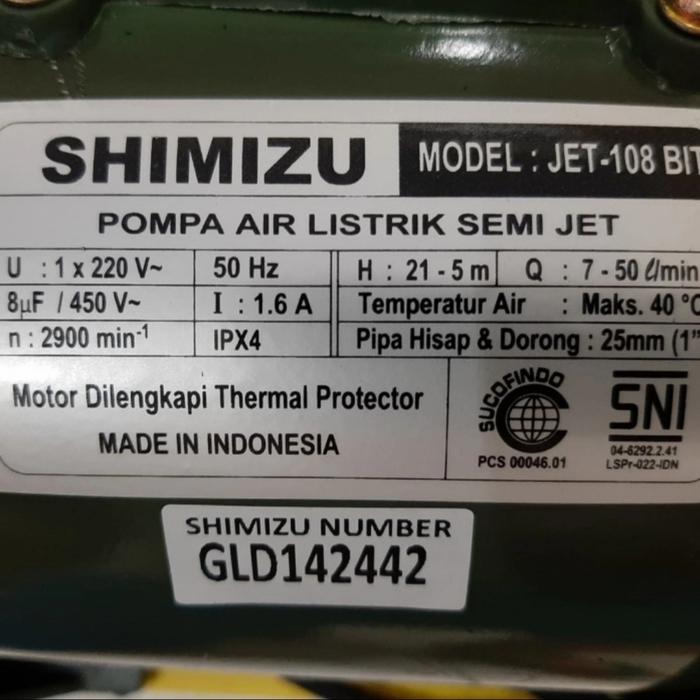 SHIMIZU MODEL : JET-108 BIT
POMPA AIR LISTRIK SEMI JET
U : 1 x 220 V~ 50 Hz H : 21 - 5 m Q : 7 - 50 ℓ/min
8µF / 450 V~ I : 1.6 A Temperatur Air : Maks. 40 °C
n : 2900 min⁻¹ IPX4 Pipa Hisap & Dorong : 25mm (1"
Motor Dilengkapi Thermal Protector
MADE IN INDONESIA
SUCOFINDO
PCS 00046.01
SNI
04-6292.2.41
LSPr-022-IDN
SHIMIZU NUMBER
GLD142442